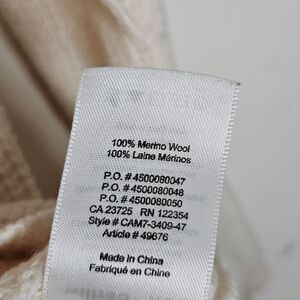 100% Merino Wool
100% Laine Mérinos
P.O. # 4500080047
P.O. # 4500080048
P.O. # 4500080050
CA 23725 RN 122354
Style # CAM7-3409-47
Article # 49676
Made in China
Fabriqué en Chine